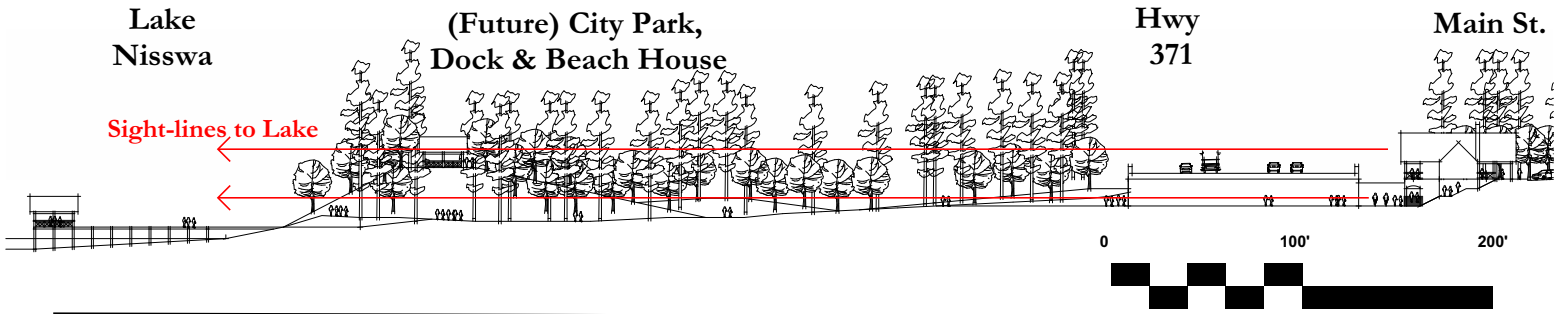 Lake
Nisswa
(Future) City Park,
Dock & Beach House
Hwy
371
Main St.
Sight-lines to Lake
0 100' 200'